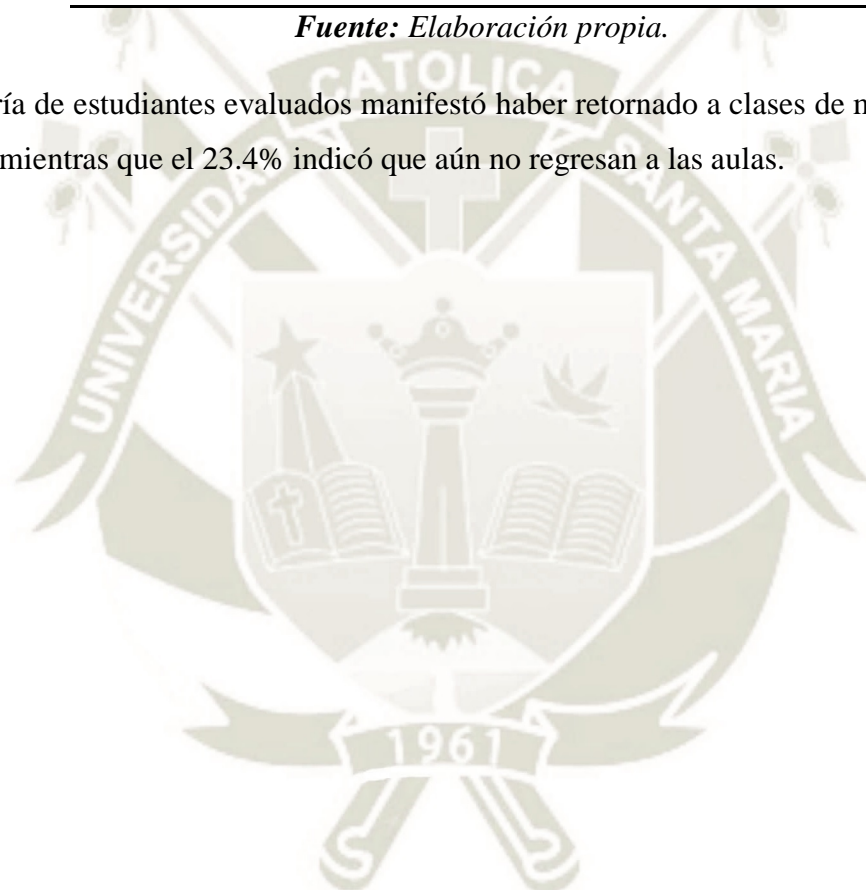 Fuente: Elaboración propia.
ría de estudiantes evaluados manifestó haber retornado a clases de
mientras que el 23.4% indicó que aún no regresan a las aulas.
UNIVERSIDAD CATOLICA SANTA MARIA
1961